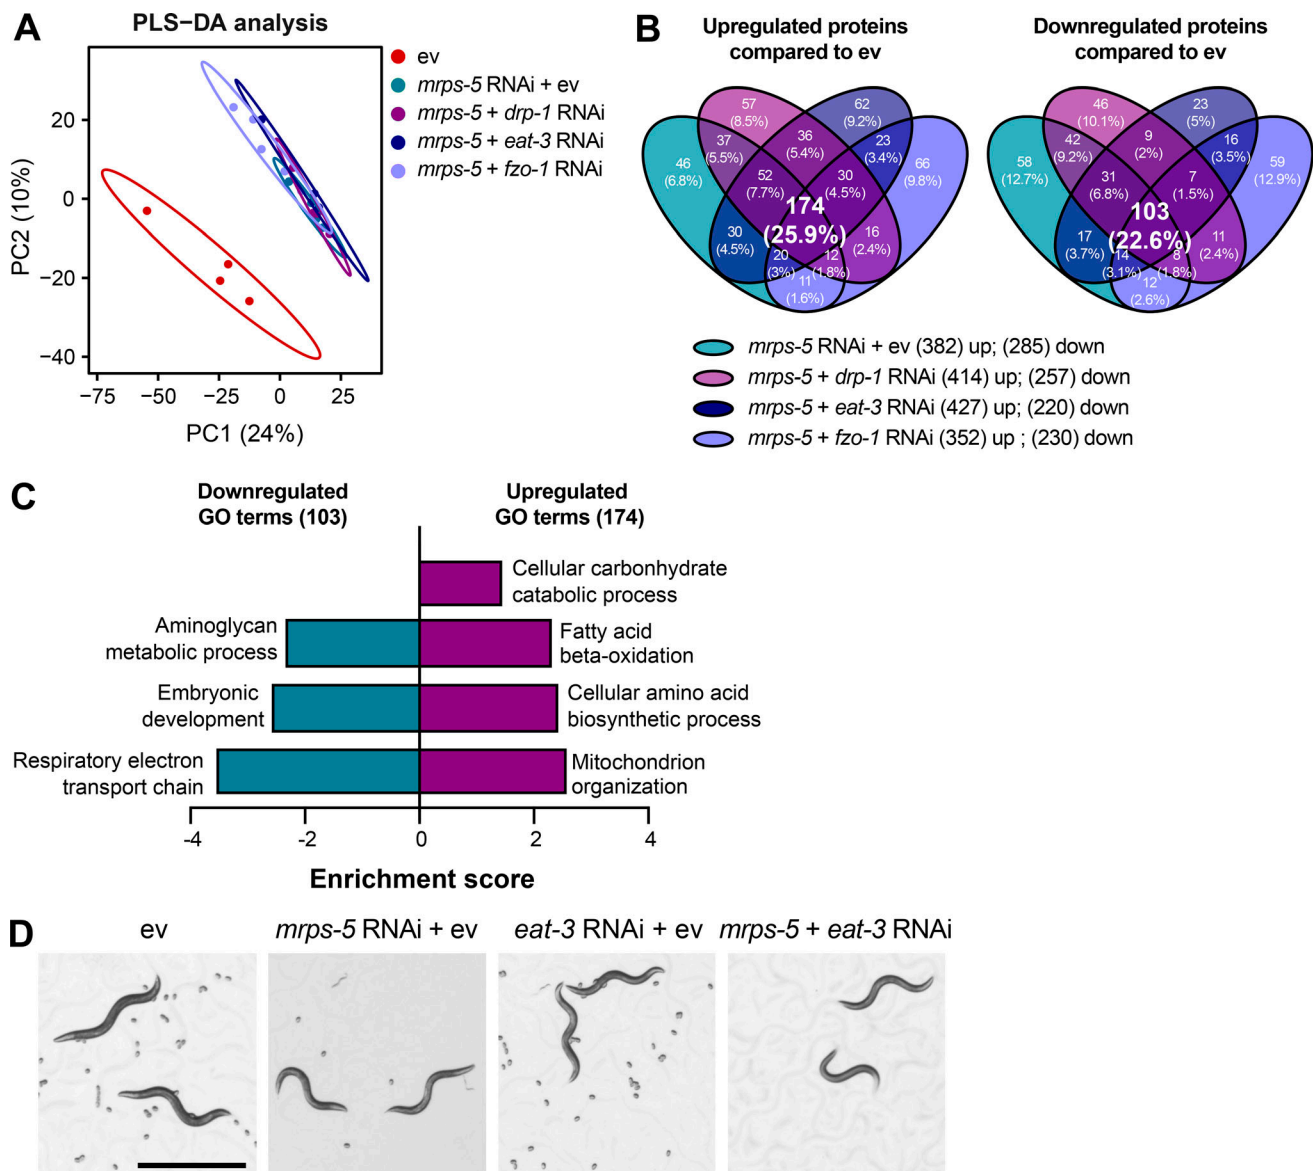 A
PLS−DA analysis
PC2 (10%)
20
0
−20
−40
−75
−50
−25
0
25
PC1 (24%)
ev
mrps-5 RNAi + ev
mrps-5 + drp-1 RNAi
mrps-5 + eat-3 RNAi
mrps-5 + fzo-1 RNAi
B
Upregulated proteins
compared to ev
57
(8.5%)
62
(9.2%)
46
(6.8%)
37
(5.5%)
36
(5.4%)
23
(3.4%)
66
(9.8%)
52
(7.7%)
30
(4.5%)
174
(25.9%)
30
(4.5%)
16
(2.4%)
20
(3%)
12
(1.8%)
11
(1.6%)
Downregulated proteins
compared to ev
46
(10.1%)
23
(5%)
58
(12.7%)
42
(9.2%)
9
(2%)
16
(3.5%)
59
(12.9%)
31
(6.8%)
7
(1.5%)
103
(22.6%)
17
(3.7%)
11
(2.4%)
14
(3.1%)
8
(1.8%)
12
(2.6%)
mrps-5 RNAi + ev (382) up; (285) down
mrps-5 + drp-1 RNAi (414) up; (257) down
mrps-5 + eat-3 RNAi (427) up; (220) down
mrps-5 + fzo-1 RNAi (352) up ; (230) down
C
Downregulated
GO terms (103)
Upregulated
GO terms (174)
Cellular carbonhydrate
catabolic process
Aminoglycan
metabolic process
Fatty acid
beta-oxidation
Embryonic
development
Cellular amino acid
biosynthetic process
Respiratory electron
transport chain
Mitochondrion
organization
-4
-2
0
2
4
Enrichment score
D
ev
mrps-5 RNAi + ev
eat-3 RNAi + ev
mrps-5 + eat-3 RNAi